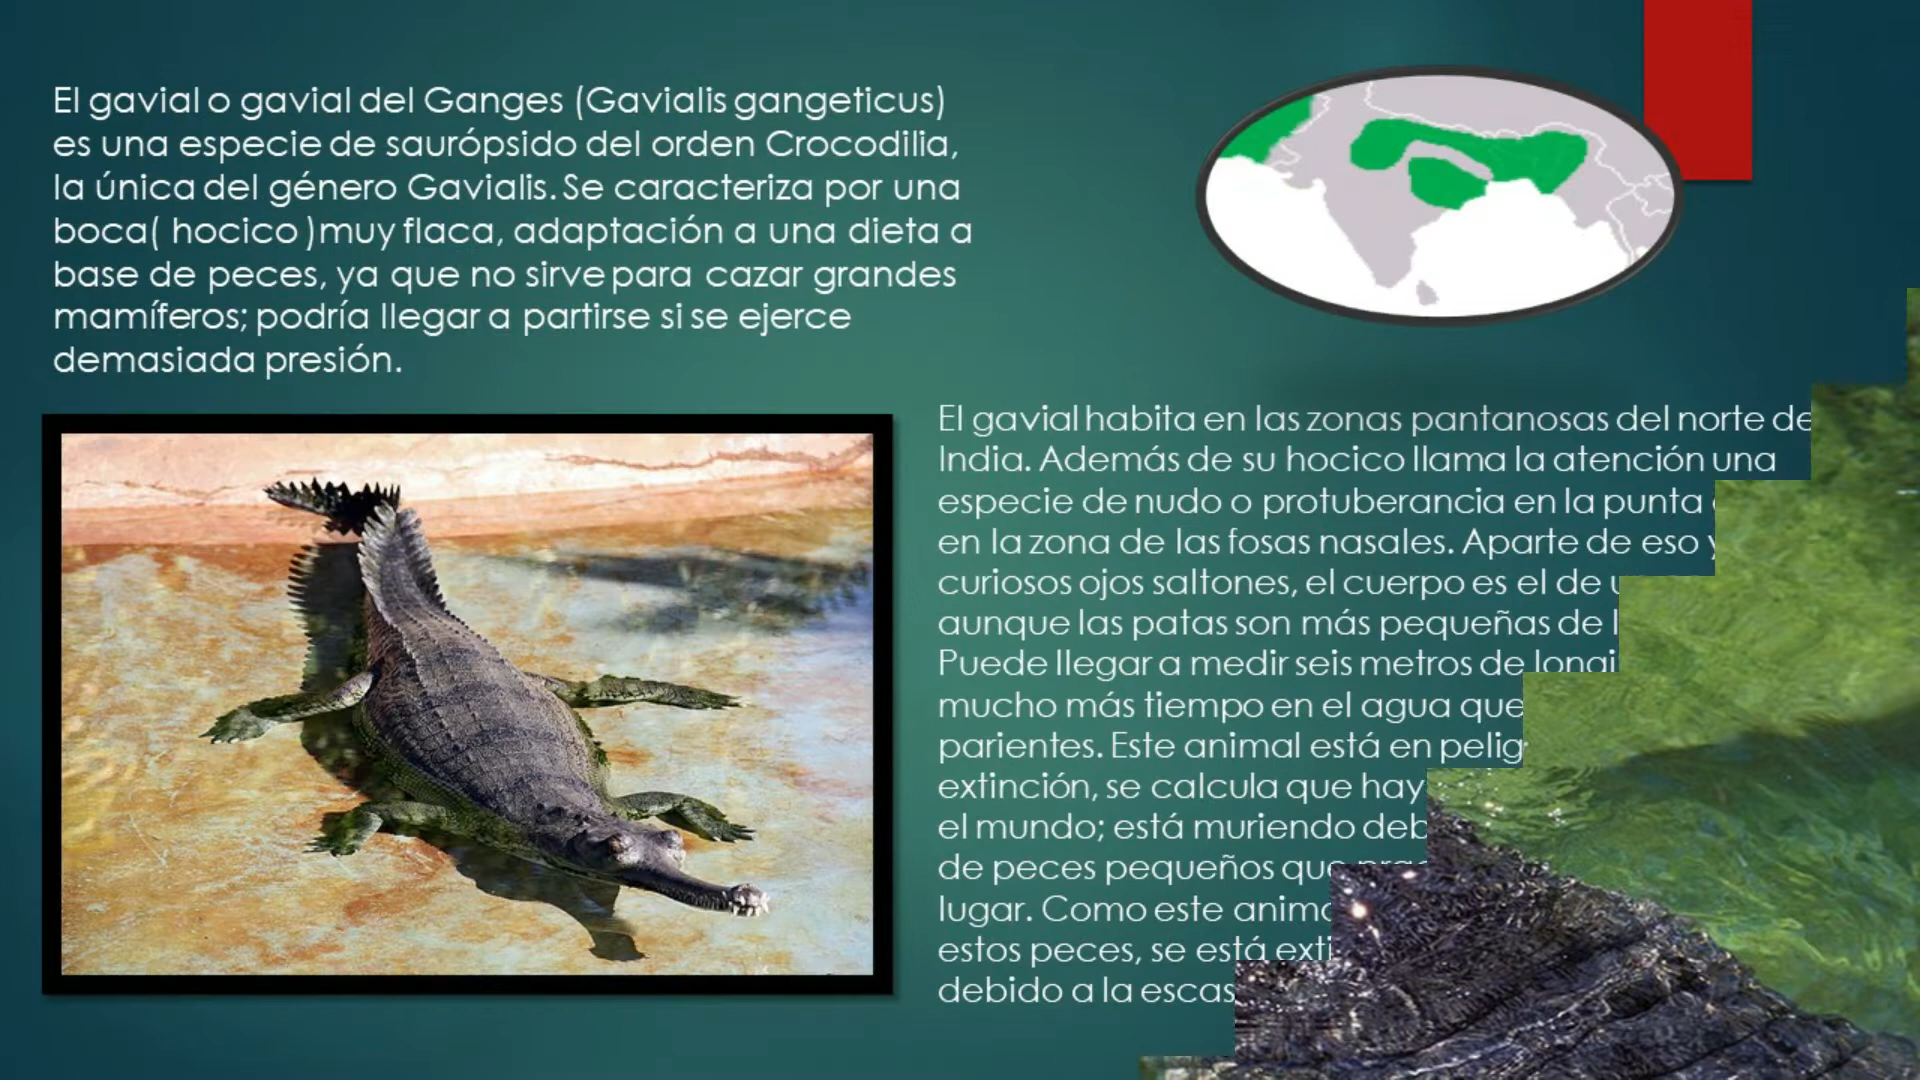 El gavial o gavial del Ganges (Gavialis gangeticus)
es una especie de saurópsido del orden Crocodilia,
la única del género Gavialis. Se caracteriza por una
boca( hocico )muy flaca, adaptación a una dieta a
base de peces, ya que no sirve para cazar grandes
mamíferos; podría llegar a partirse si se ejerce
demasiada presión.
El gavial habita en las zonas pantanosas del norte de
India. Además de su hocico llama la atención una
especie de nudo o protuberancia en la punta
en la zona de las fosas nasales. Aparte de eso y
curiosos ojos saltones, el cuerpo es el de
aunque las patas son más pequeñas de
Puede llegar a medir seis metros de
mucho más tiempo en el agua que
parientes. Este animal está en
extinción, se calcula que hay
el mundo; está muriendo
de peces pequeños que
lugar. Como este
estos peces, se está
debido a la